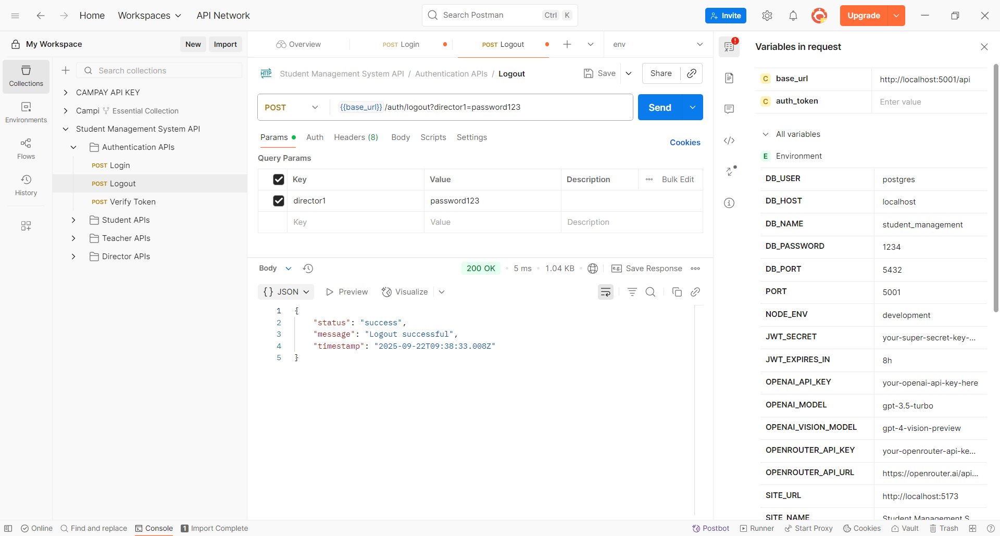 Home Workspaces API Network Search Postman Ctrl K Invite Upgrade
My Workspace New Import
Overview POST Login POST Logout env
Variables in request
Collections
Environments
Flows
History
Search collections
CAMPAY API KEY
Campi Essential Collection
Student Management System API
Authentication APIs
POST Login
POST Logout
POST Verify Token
Student APIs
Teacher APIs
Director APIs
HTTP Student Management System API / Authentication APIs / Logout Save Share
POST {{base_url}}/auth/logout?director1=password123 Send
Params Auth Headers (8) Body Scripts Settings Cookies
Query Params
Key Value Description Bulk Edit
director1 password123
Key Value Description
Body 200 OK 5 ms 1.04 KB e.g. Save Response
{} JSON Preview Visualize
1 {
2 "status": "success",
3 "message": "Logout successful",
4 "timestamp": "2025-09-22T09:38:33.008Z"
5 }
C base_url http://localhost:5001/api
C auth_token Enter value
All variables
E Environment
DB_USER postgres
DB_HOST localhost
DB_NAME student_management
DB_PASSWORD 1234
DB_PORT 5432
PORT 5001
NODE_ENV development
JWT_SECRET your-super-secret-key-...
JWT_EXPIRES_IN 8h
OPENAI_API_KEY your-openai-api-key-here
OPENAI_MODEL gpt-3.5-turbo
OPENAI_VISION_MODEL gpt-4-vision-preview
OPENROUTER_API_KEY your-openrouter-api-ke...
OPENROUTER_API_URL https://openrouter.ai/api...
SITE_URL http://localhost:5173
SITE_NAME Student Management S
Online Find and replace Console 1 Import Complete Postbot Runner Start Proxy Cookies Vault Trash